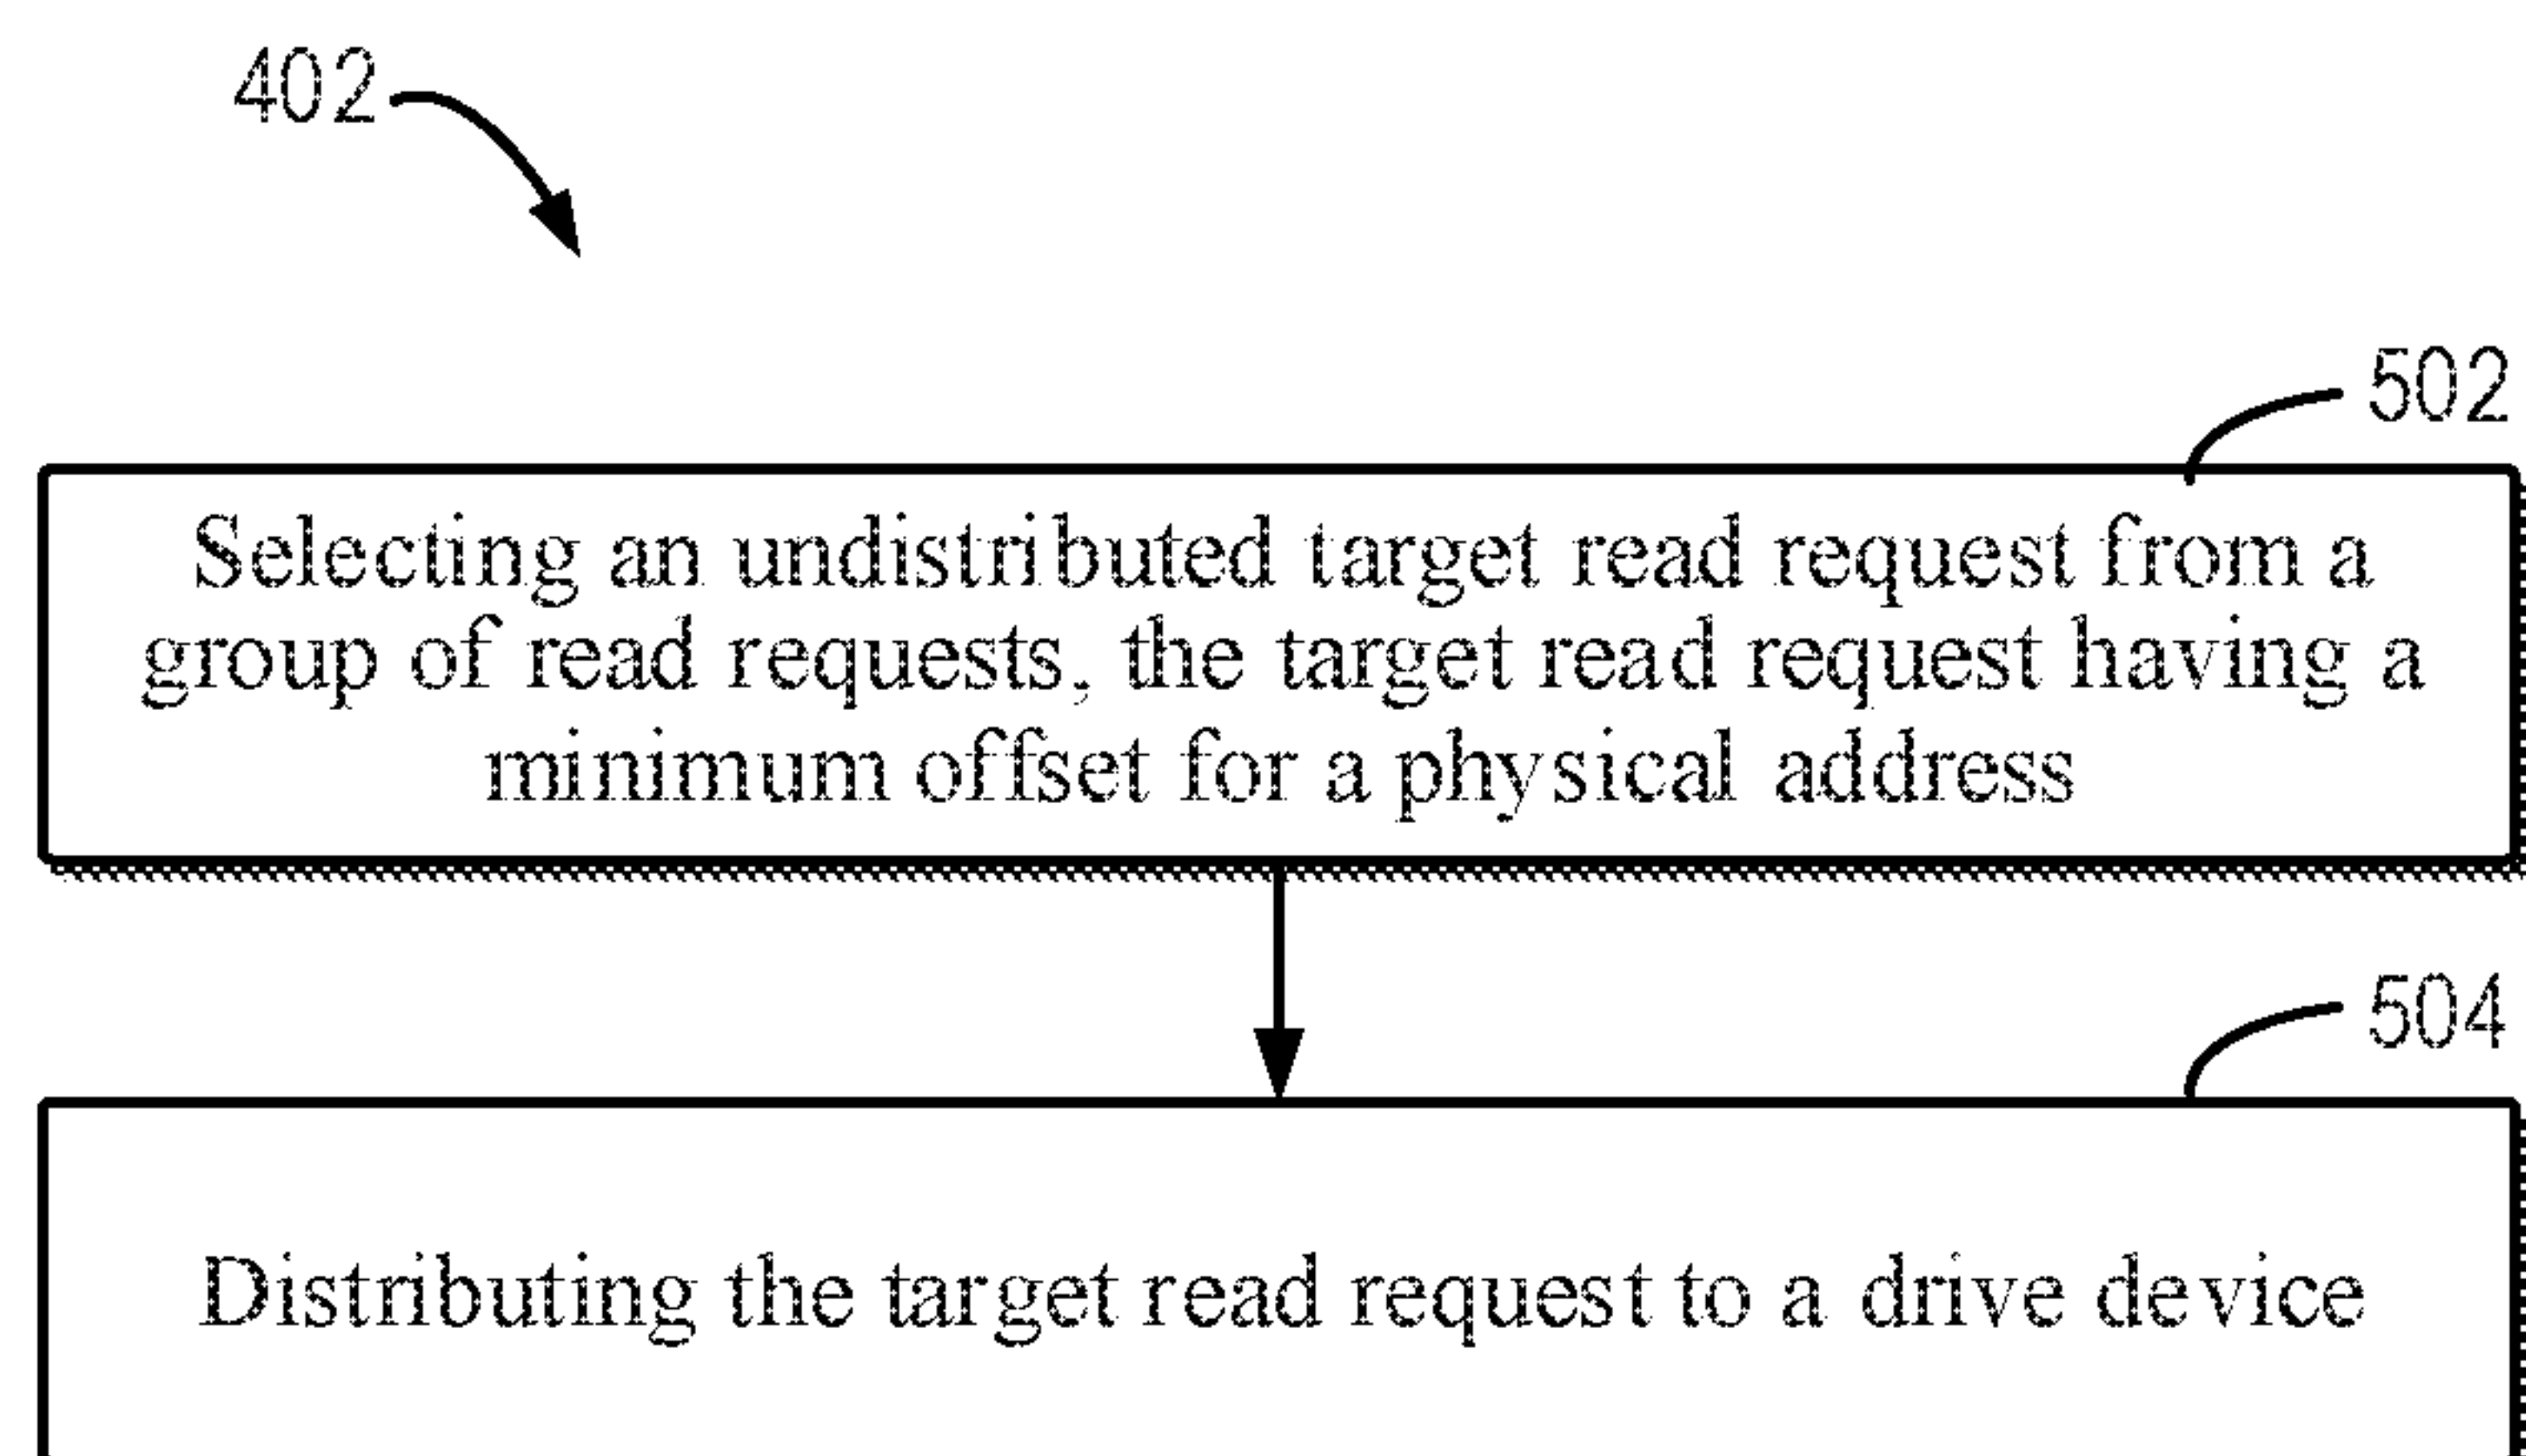 402
502
Selecting an undistributed target read request from a
group of read requests, the target read request having a
minimum offset for a physical address
504
Distributing the target read request to a drive device